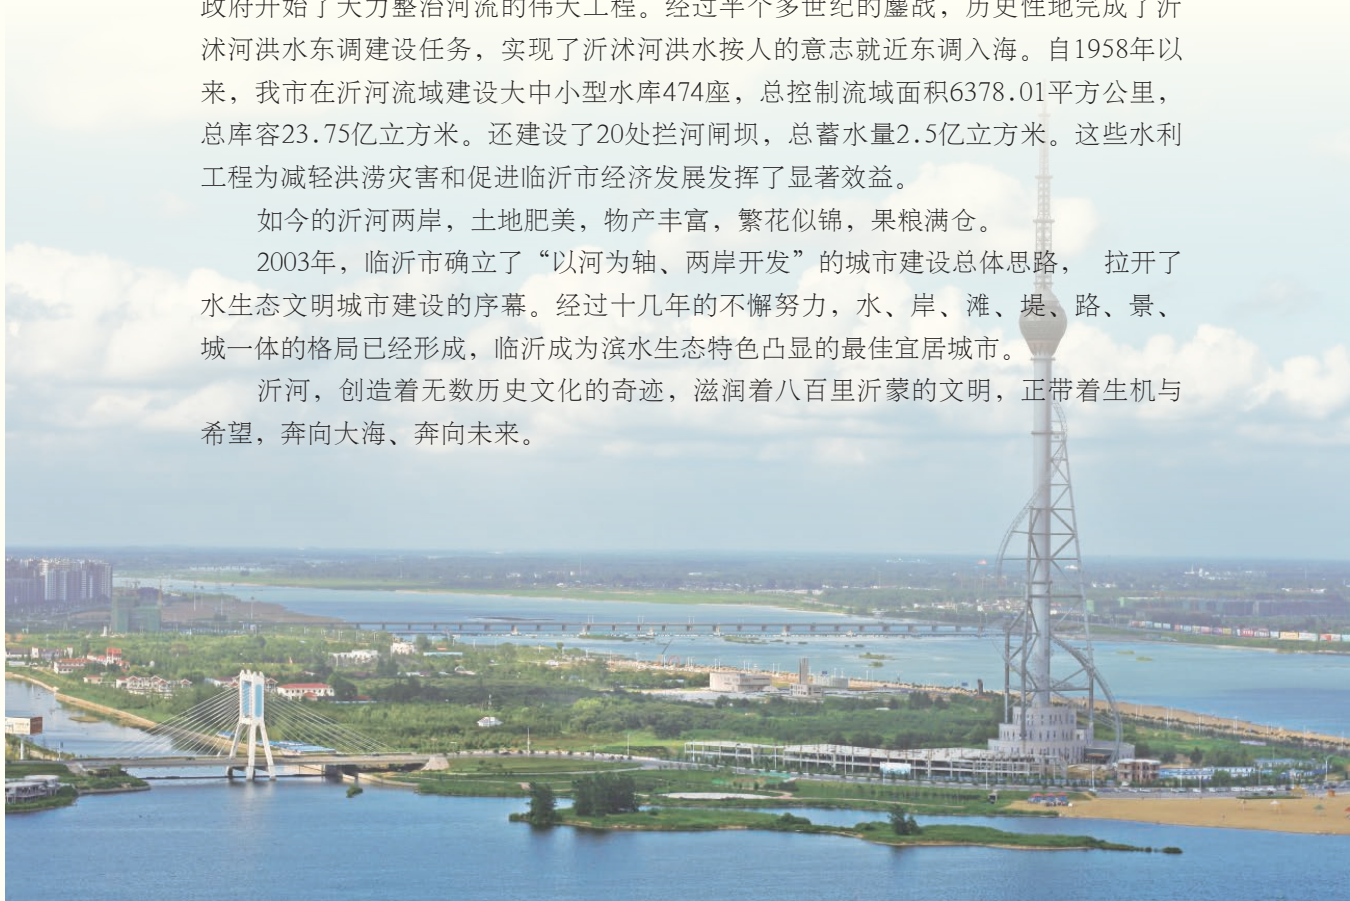 政府开始了大力整治河流的伟大工程。经过半个多世纪的鏖战，历史性地完成了沂
沭河洪水东调建设任务，实现了沂沭河洪水按人的意志就近东调入海。自1958年以
来，我市在沂河流域建设大中小型水库474座，总控制流域面积6378.01平方公里，
总库容23.75亿立方米。还建设了20处拦河闸坝，总蓄水量2.5亿立方米。这些水利
工程为减轻洪涝灾害和促进临沂市经济发展发挥了显著效益。
如今的沂河两岸，土地肥美，物产丰富，繁花似锦，果粮满仓。
2003年，临沂市确立了“以河为轴、两岸开发”的城市建设总体思路， 拉开了
水生态文明城市建设的序幕。经过十几年的不懈努力，水、岸、滩、堤、路、景、
城一体的格局已经形成，临沂成为滨水生态特色凸显的最佳宜居城市。
沂河，创造着无数历史文化的奇迹，滋润着八百里沂蒙的文明，正带着生机与
希望，奔向大海、奔向未来。